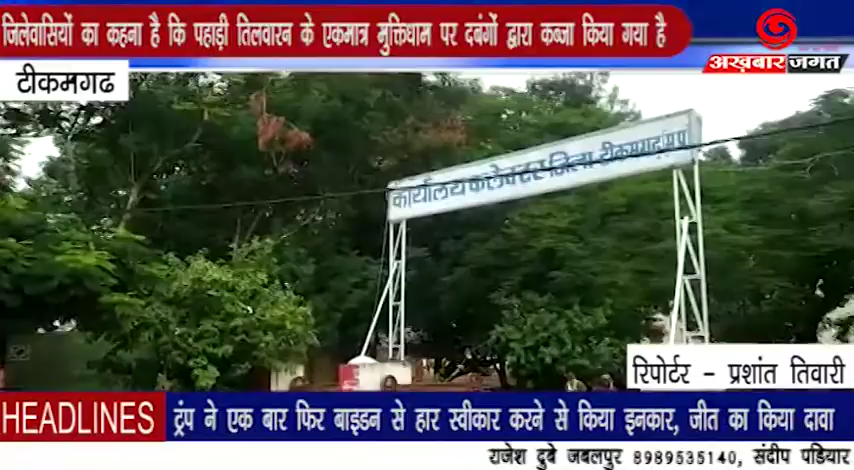 जिलेवासियों का कहना है कि पहाड़ी तिलवारन के एकमात्र मुक्तिधाम पर दबंगों द्वारा कब्जा किया गया है
अख़बार जगत
टीकमगढ
कार्यालय कलेक्टर जिला टीकमगढ़ म.प्र.
रिपोर्टर - प्रशांत तिवारी
HEADLINES ट्रंप ने एक बार फिर बाइडन से हार स्वीकार करने से किया इनकार, जीत का किया दावा
राजेश दुबे जबलपुर 8989535140, संदीप पडियार